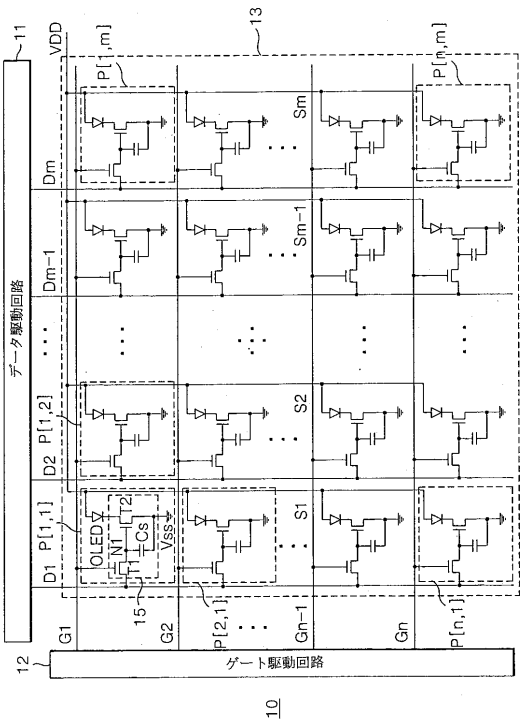 10
11
データ駆動回路
12
ゲート駆動回路
13
VDD
D1
D2
...
Dm-1
Dm
P[1,1]
P[1,2]
P[1,m]
G1
OLED
N1
T1
T2
Cs
Vss
15
G2
P[2,1]
...
S1
S2
Sm-1
Sm
Gn-1
Gn
P[n,1]
P[n,m]